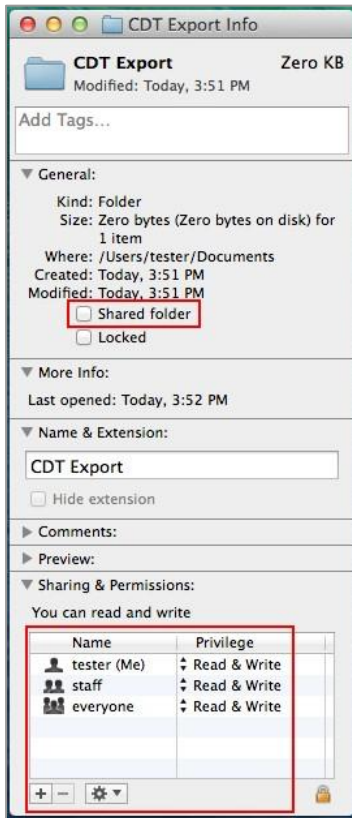 CDT Export Info
CDT Export Zero KB
Modified: Today, 3:51 PM
Add Tags...
General:
Kind: Folder
Size: Zero bytes (Zero bytes on disk) for
1 item
Where: /Users/tester/Documents
Created: Today, 3:51 PM
Modified: Today, 3:51 PM
Shared folder
Locked
More Info:
Last opened: Today, 3:52 PM
Name & Extension:
CDT Export
Hide extension
Comments:
Preview:
Sharing & Permissions:
You can read and write
Name Privilege
tester (Me) Read & Write
staff Read & Write
everyone Read & Write